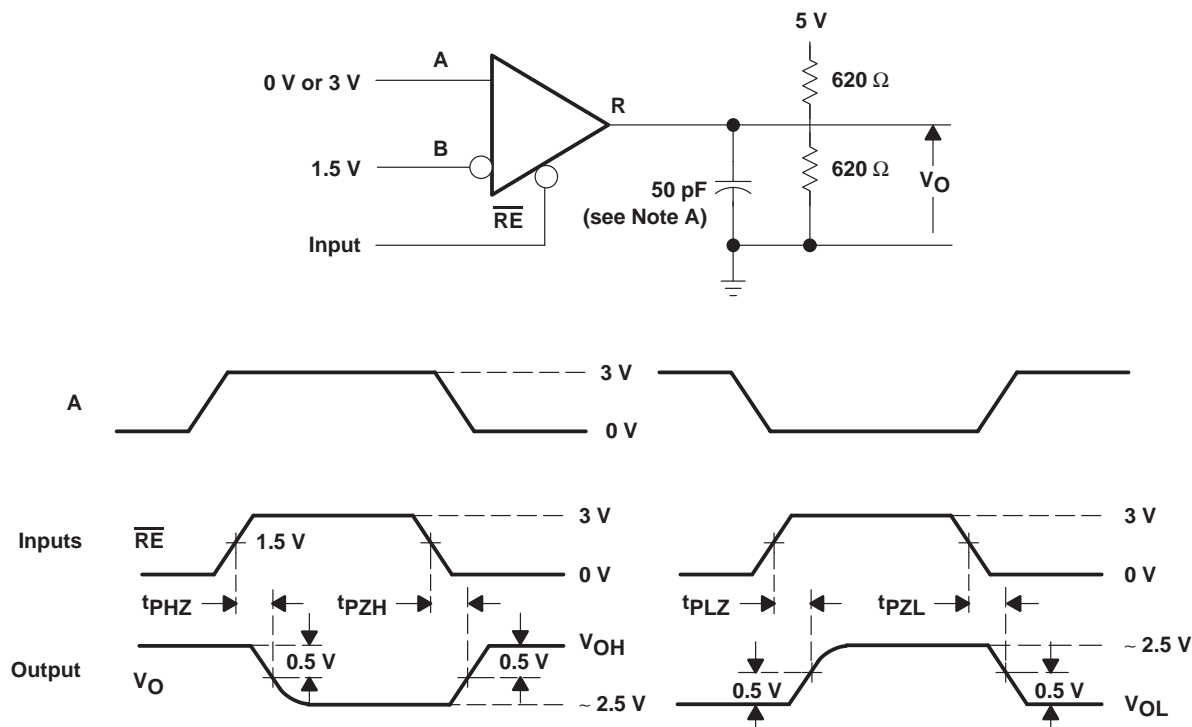 5 V
A
0 V or 3 V
620 Ω
R
B
1.5 V
620 Ω
VO
50 pF
(see Note A)
RE
Input
3 V
A
0 V
3 V
3 V
Inputs
RE
1.5 V
0 V
0 V
tPHZ
tPZH
tPLZ
tPZL
VOH
~ 2.5 V
0.5 V
0.5 V
Output
VO
0.5 V
0.5 V
~ 2.5 V
VOL